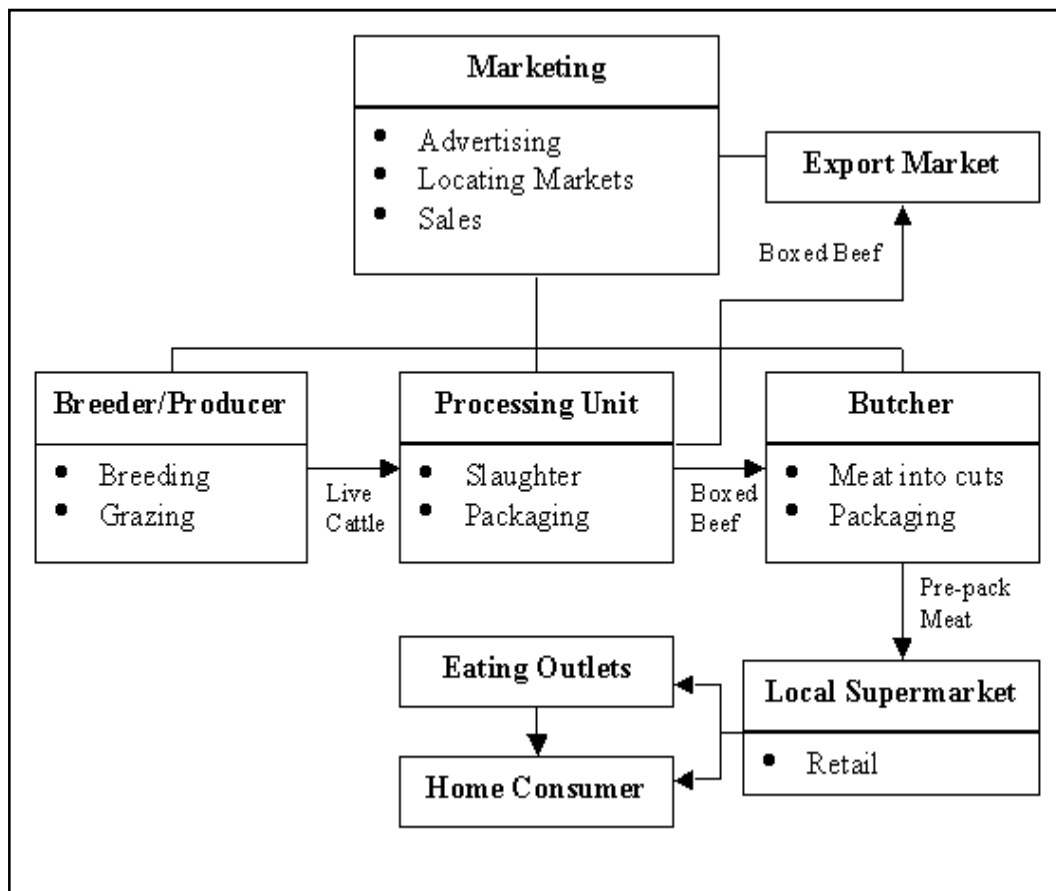 Marketing
• Advertising
• Locating Markets
• Sales
Export Market
Boxed Beef
Breeder/Producer
• Breeding
• Grazing
Live
Cattle
Processing Unit
• Slaughter
• Packaging
Boxed
Beef
Butcher
• Meat into cuts
• Packaging
Pre-pack
Meat
Eating Outlets
Local Supermarket
• Retail
Home Consumer